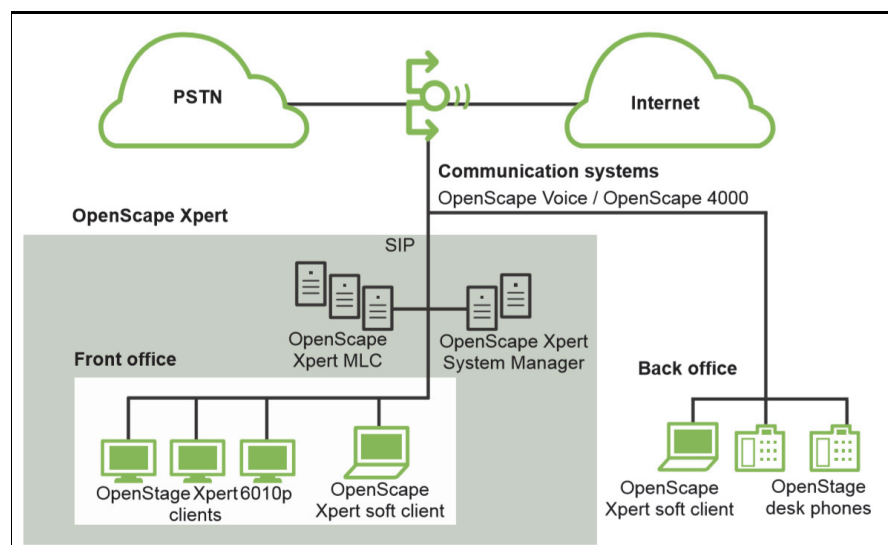 PSTN
Internet
Communication systems
OpenScape Voice / OpenScape 4000
OpenScape Xpert
SIP
OpenScape
Xpert MLC
OpenScape Xpert
System Manager
Front office
Back office
OpenStage Xpert 6010p
clients
OpenScape
Xpert soft client
OpenScape
Xpert soft client
OpenStage
desk phones